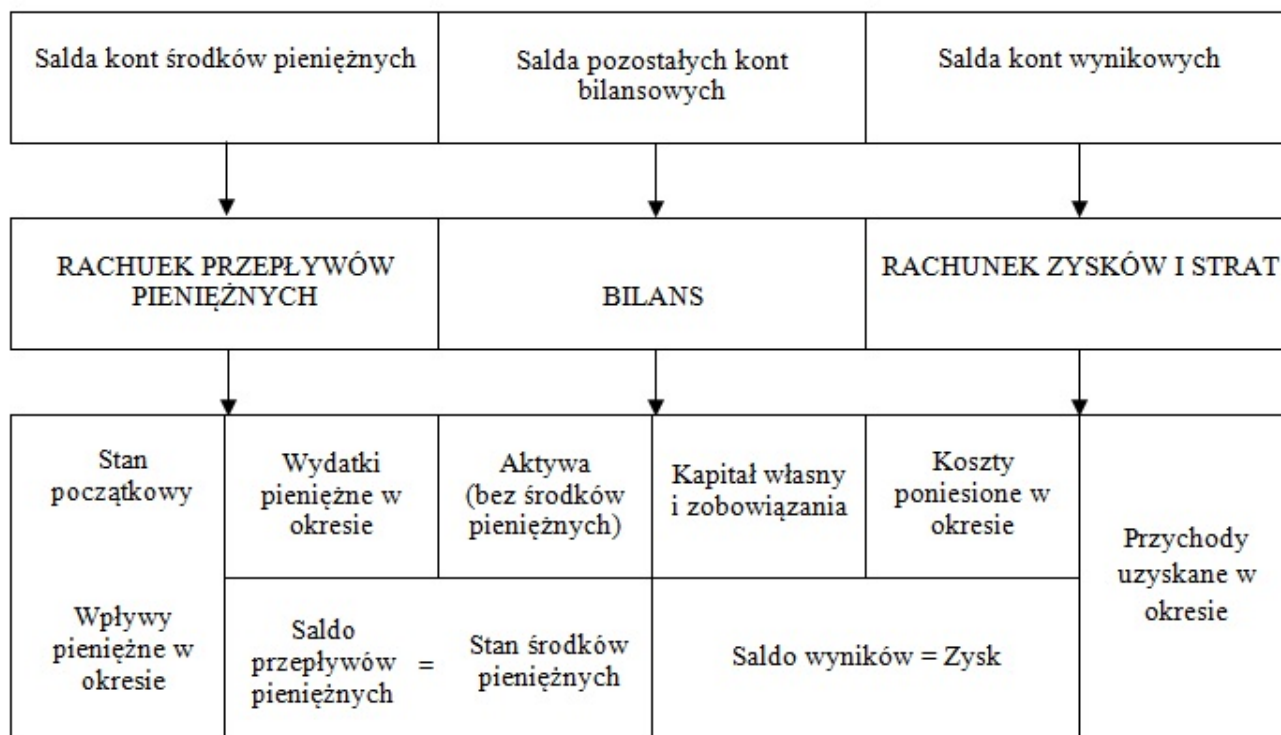 Salda kont środków pieniężnych
Salda pozostałych kont
bilansowych
Salda kont wynikowych
RACHUEK PRZEPŁYWÓW
PIENIĘŻNYCH
BILANS
RACHUNEK ZYSKÓW I STRAT
Stan
początkowy
Wpływy
pieniężne w
okresie
Wydatki
pieniężne w
okresie
Aktywa
(bez środków
pieniężnych)
Kapitał własny
i zobowiązania
Koszty
poniesione w
okresie
Przychody
uzyskane w
okresie
Saldo
przepływów
pieniężnych
=
Stan środków
pieniężnych
Saldo wyników = Zysk